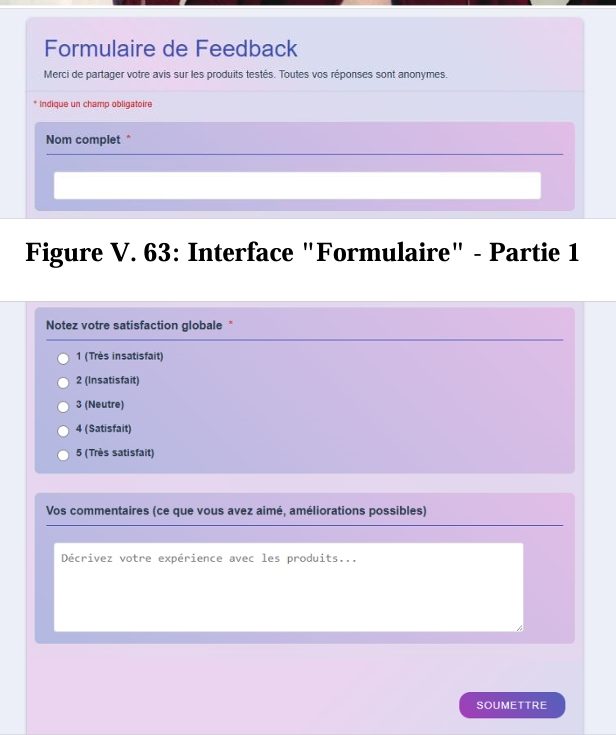 Formulaire de Feedback
Merci de partager votre avis sur les produits testés. Toutes vos réponses sont anonymes.
* Indique un champ obligatoire
Nom complet *
Figure V. 63: Interface "Formulaire" - Partie 1
Notez votre satisfaction globale *
1 (Très insatisfait)
2 (Insatisfait)
3 (Neutre)
4 (Satisfait)
5 (Très satisfait)
Vos commentaires (ce que vous avez aimé, améliorations possibles)
Décrivez votre expérience avec les produits...
SOUMETTRE